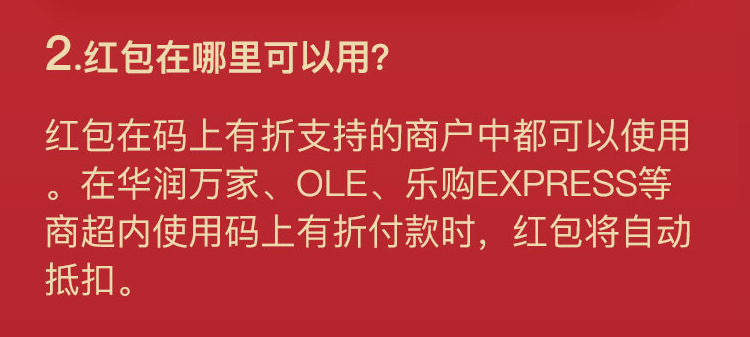 2.红包在哪里可以用？
红包在码上有折支持的商户中都可以使用
。在华润万家、OLE、乐购EXPRESS等
商超内使用码上有折付款时，红包将自动
抵扣。